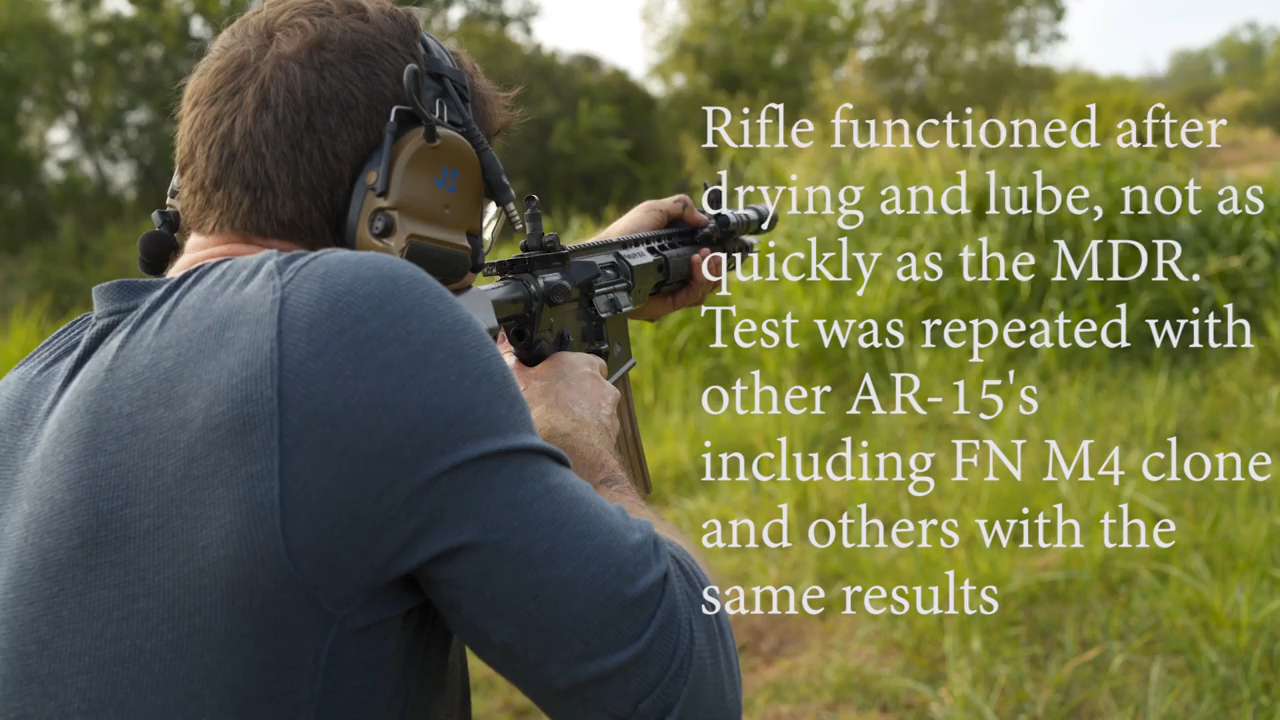 Rifle functioned after
drying and lube, not as
quickly as the MDR.
Test was repeated with
other AR-15's
including FN M4 clone
and others with the
same results
JS